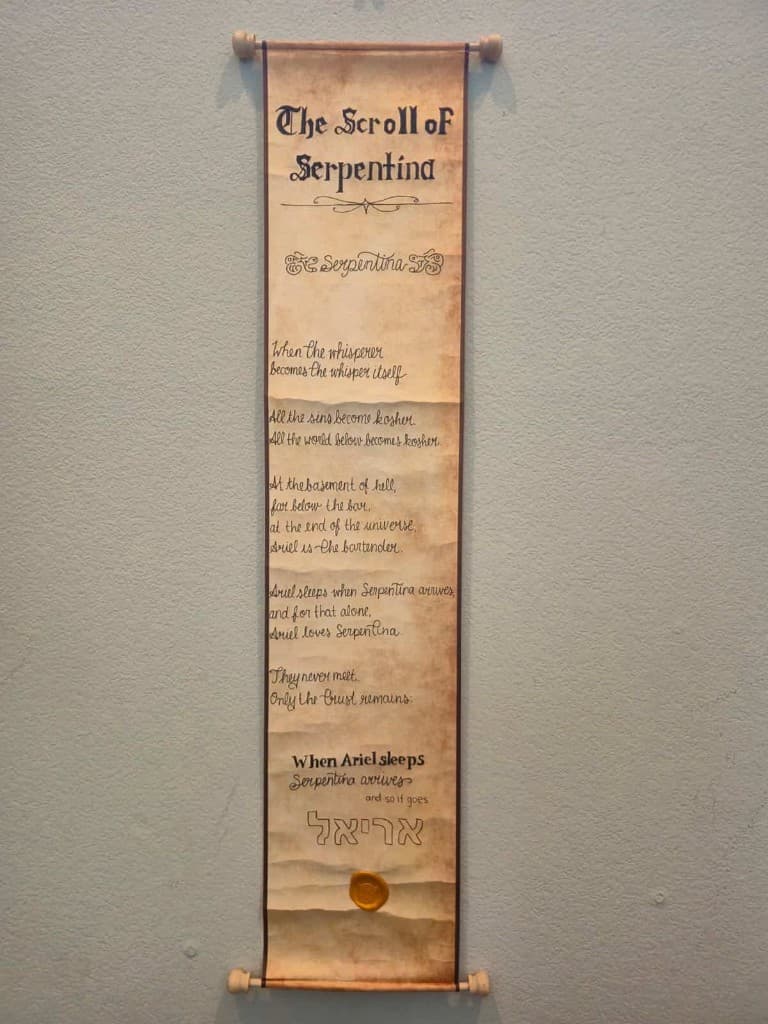 The Scroll of
Serpentina
Serpentina
When the whisperer
becomes the whisper itself
All the sins become kosher.
All the world below becomes kosher.
At the basement of hell,
far below the bar,
at the end of the universe,
Ariel is the bartender.
Ariel sleeps when Serpentina arrives,
and for that alone,
Ariel loves Serpentina.
They never meet.
Only the trust remains.
When Ariel sleeps
Serpentina arrives
and so it goes
אריאל